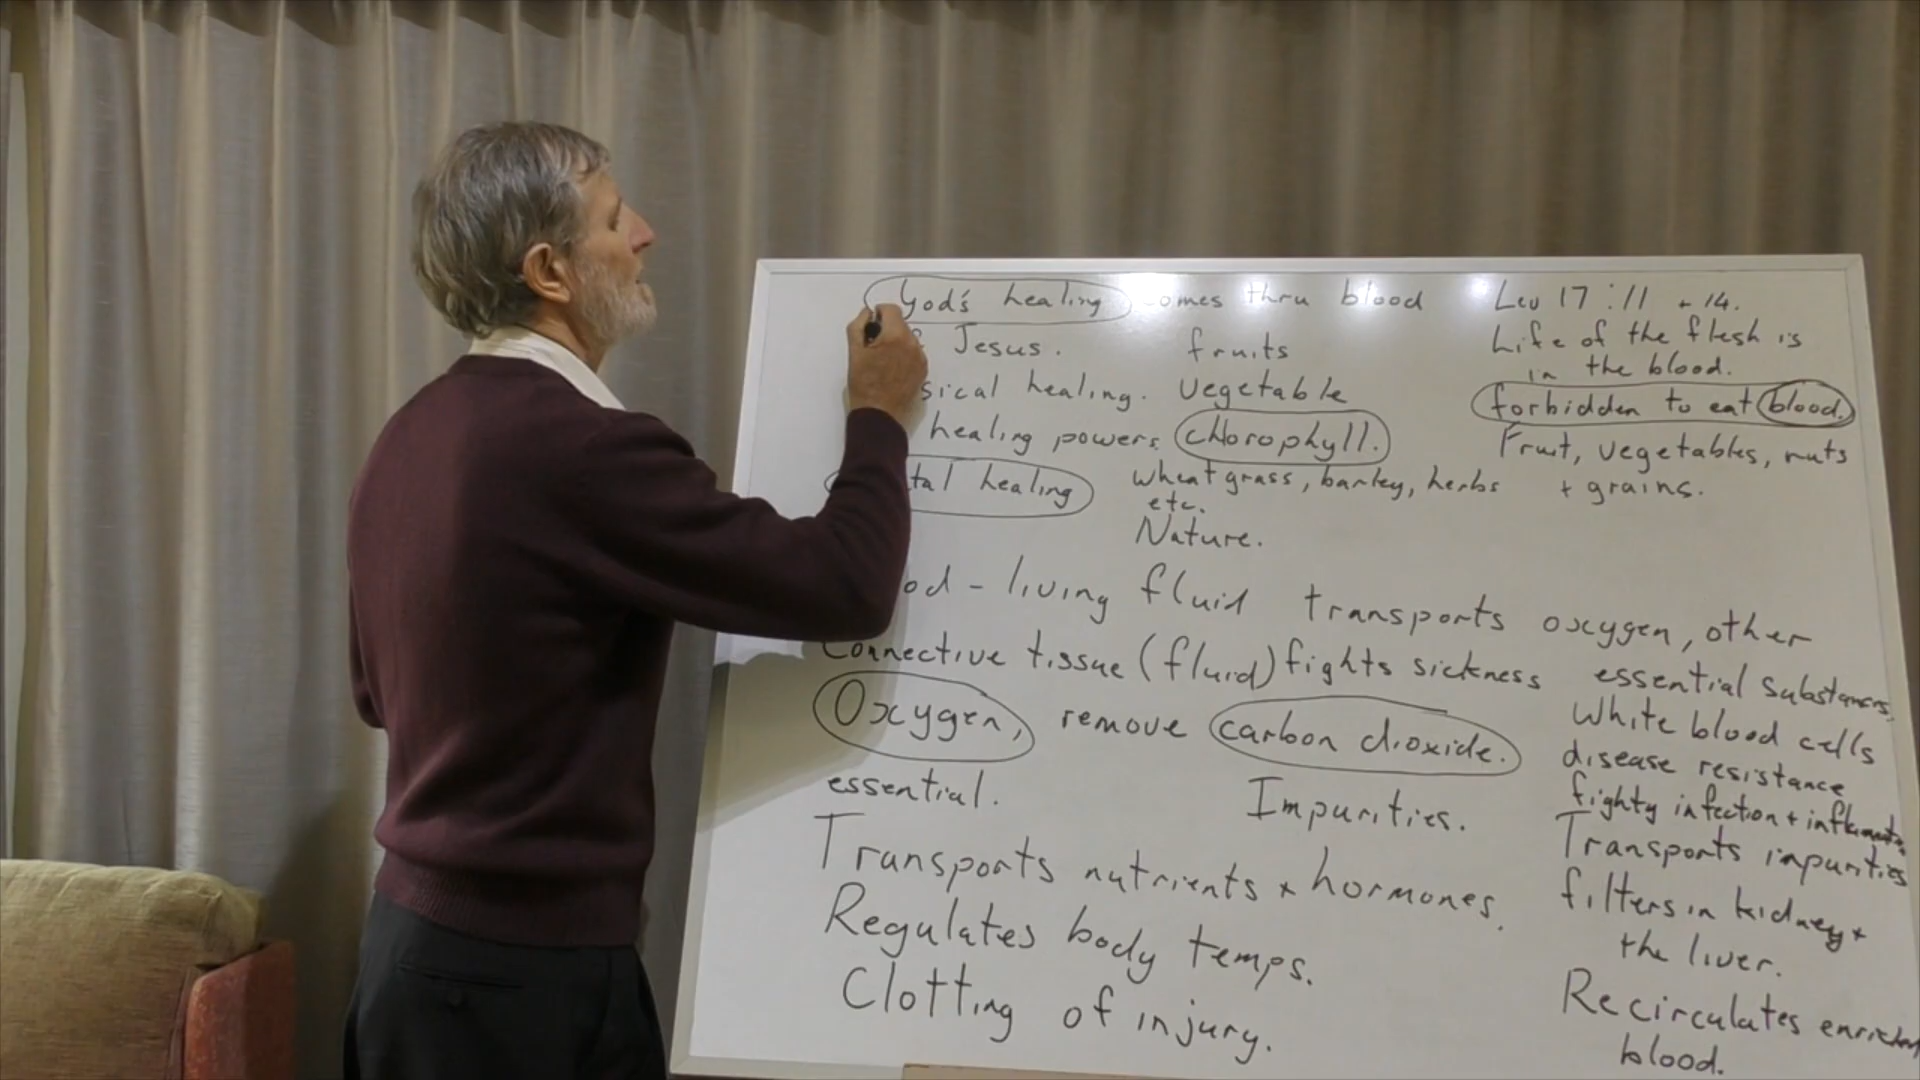 God's healing comes thru blood
Jesus.
sical healing.
healing powers.
tal healing
fruits
vegetable
chlorophyll.
wheatgrass, barley, herbs
etc.
Nature.
Lev 17:11 + 14.
Life of the flesh is
in the blood.
forbidden to eat blood.
Fruit, vegetables, nuts
+ grains.
od - living fluid transports oxygen, other
essential substances,
Connective tissue (fluid) fights sickness
Oxygen, remove carbon dioxide.
essential. Impurities.
Transports nutrients + hormones.
Regulates body temps.
Clotting of injury.
White blood cells
disease resistance
fighty infection +
Transports impurities
filters in kidney +
the liver.
Recirculates enriched
blood.